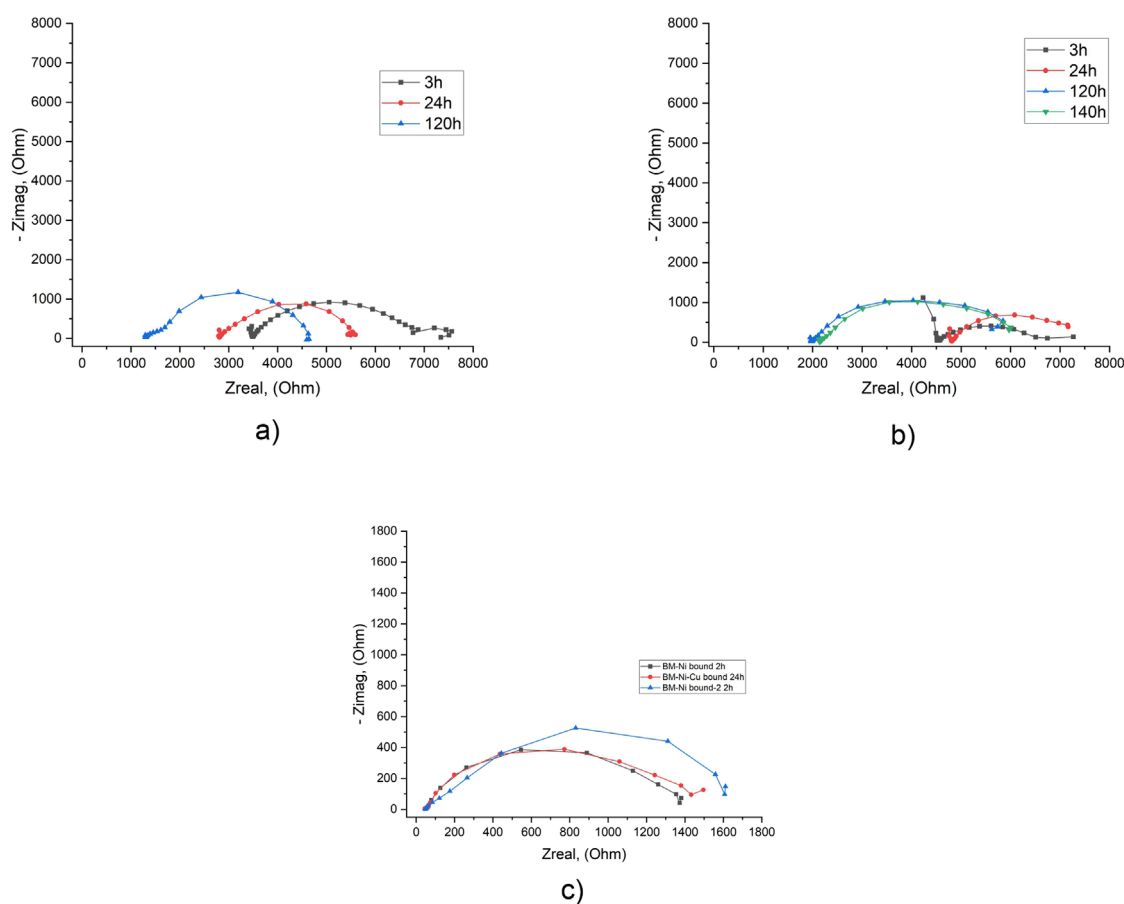 8000
7000
6000
5000
4000
3000
2000
1000
0
- Zimag, (Ohm)
3h
24h
120h
0 1000 2000 3000 4000 5000 6000 7000 8000
Zreal, (Ohm)
a)
8000
7000
6000
5000
4000
3000
2000
1000
0
- Zimag, (Ohm)
3h
24h
120h
140h
0 1000 2000 3000 4000 5000 6000 7000 8000
Zreal, (Ohm)
b)
1800
1600
1400
1200
1000
800
600
400
200
0
- Zimag, (Ohm)
BM-Ni bound 2h
BM-Ni-Cu bound 24h
BM-Ni bound-2 2h
0 200 400 600 800 1000 1200 1400 1600 1800
Zreal, (Ohm)
c)